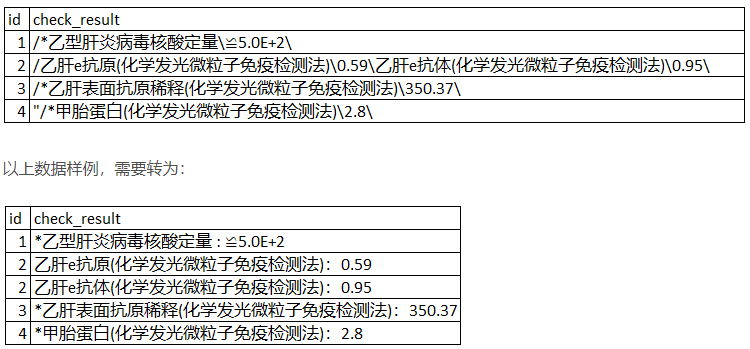 id check_result
1 /*乙型肝炎病毒核酸定量\≦5.0E+2\
2 /乙肝e抗原(化学发光微粒子免疫检测法)\0.59\乙肝e抗体(化学发光微粒子免疫检测法)\0.95\
3 /*乙肝表面抗原稀释(化学发光微粒子免疫检测法)\350.37\
4 "/*甲胎蛋白(化学发光微粒子免疫检测法)\2.8\
以上数据样例，需要转为：
id check_result
1 *乙型肝炎病毒核酸定量：≦5.0E+2
2 乙肝e抗原(化学发光微粒子免疫检测法)：0.59
2 乙肝e抗体(化学发光微粒子免疫检测法)：0.95
3 *乙肝表面抗原稀释(化学发光微粒子免疫检测法)：350.37
4 *甲胎蛋白(化学发光微粒子免疫检测法)：2.8